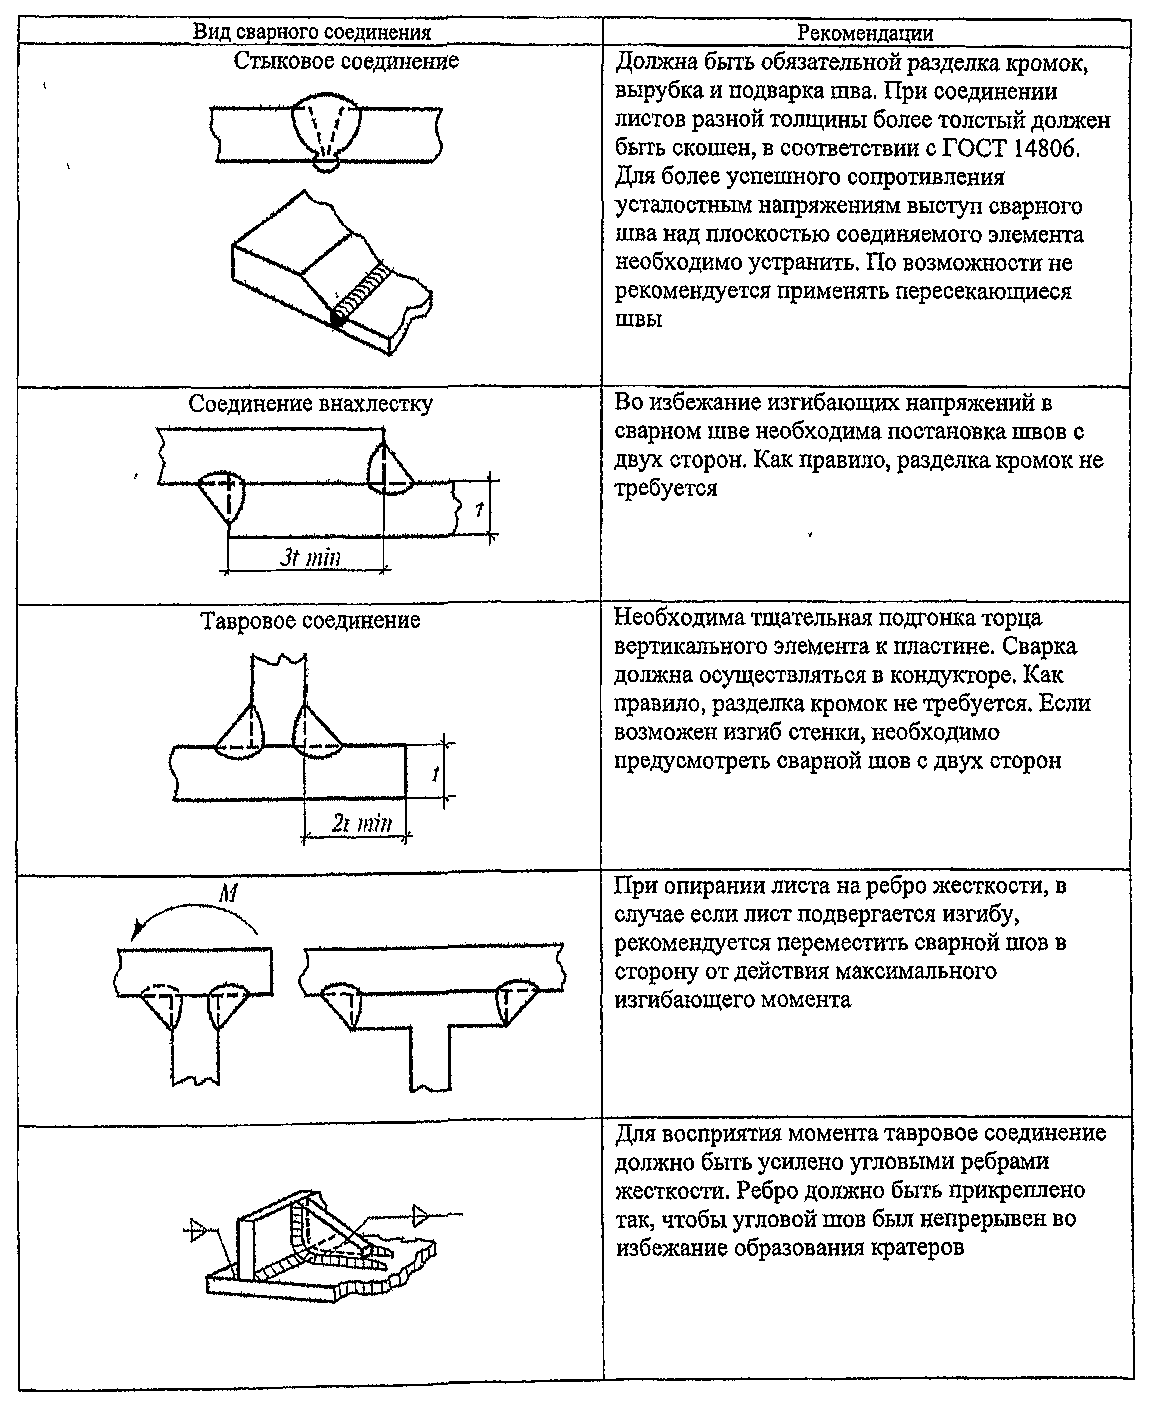 Вид сварного соединения
Рекомендации
Стыковое соединение
Должна быть обязательной разделка кромок,
вырубка и подварка шва. При соединении
листов разной толщины более толстый должен
быть скошен, в соответствии с ГОСТ 14806.
Для более успешного сопротивления
усталостным напряжениям выступ сварного
шва над плоскостью соединяемого элемента
необходимо устранить. По возможности не
рекомендуется применять пересекающиеся
швы
Соединение внахлестку
t
3t min
Во избежание изгибающих напряжений в
сварном шве необходима постановка швов с
двух сторон. Как правило, разделка кромок не
требуется
Тавровое соединение
t
2t min
Необходима тщательная подгонка торца
вертикального элемента к пластине. Сварка
должна осуществляться в кондукторе. Как
правило, разделка кромок не требуется. Если
возможен изгиб стенки, необходимо
предусмотреть сварной шов с двух сторон
М
При опирании листа на ребро жесткости, в
случае если лист подвергается изгибу,
рекомендуется переместить сварной шов в
сторону от действия максимального
изгибающего момента
Для восприятия момента тавровое соединение
должно быть усилено угловыми ребрами
жесткости. Ребро должно быть прикреплено
так, чтобы угловой шов был непрерывен во
избежание образования кратеров